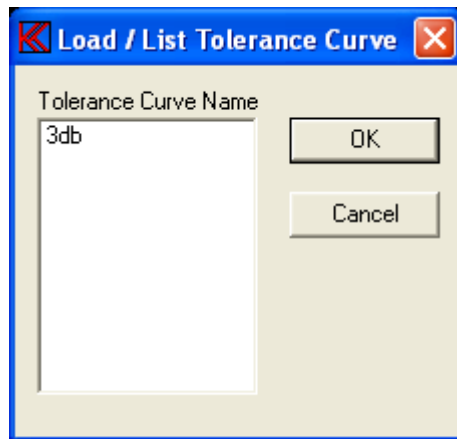 Load / List Tolerance Curve
Tolerance Curve Name
3db
OK
Cancel